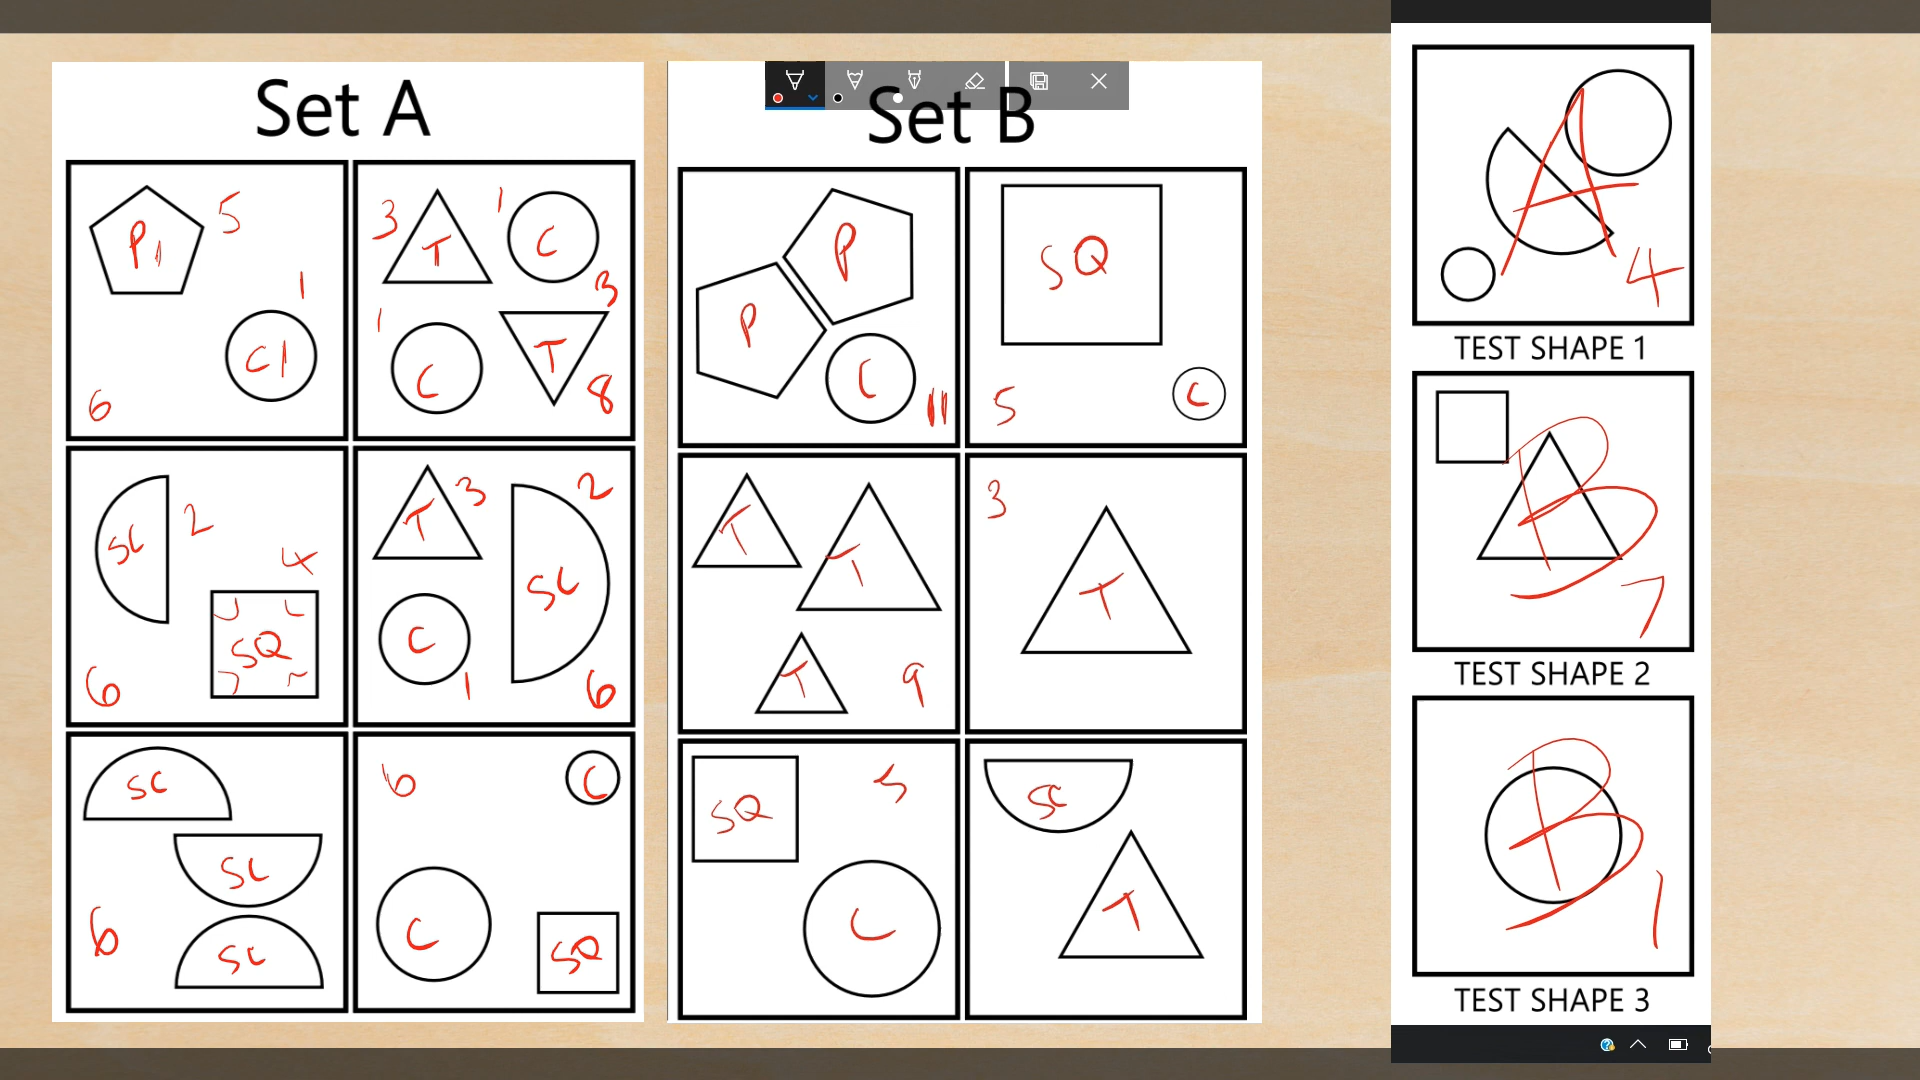 Set A
P1 5
1
C1
6
3 T 1 C
3
1
C T 8
SC 2
4
SQ
6
T 3 2
SC
C
1 6
SC
SC
6 SC
6 C
C SQ
Set B
P
P
C 11
SQ
5 C
T T
T 9
3
T
SQ 5
C
SC
T
A
4
TEST SHAPE 1
B
7
TEST SHAPE 2
B
1
TEST SHAPE 3